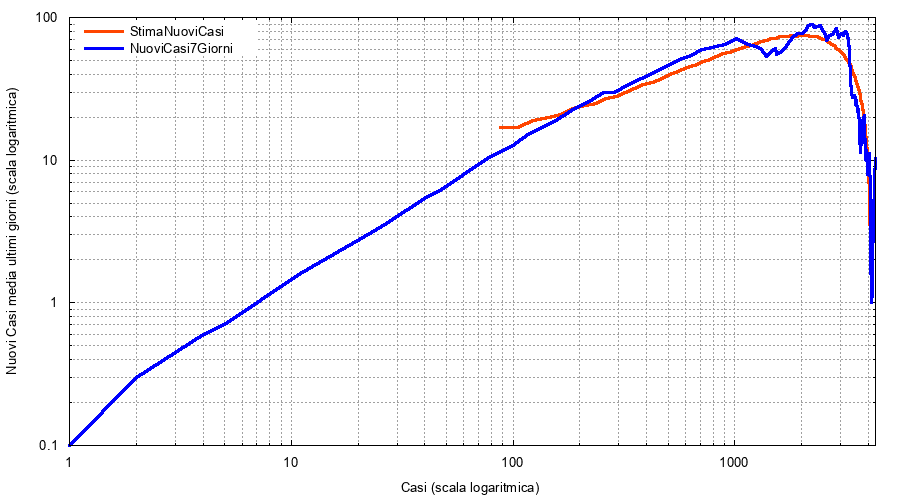 100
10
1
0.1
1
10
100
1000
StimaNuoviCasi
NuoviCasi7Giorni
Nuovi Casi media ultimi giorni (scala logaritmica)
Casi (scala logaritmica)